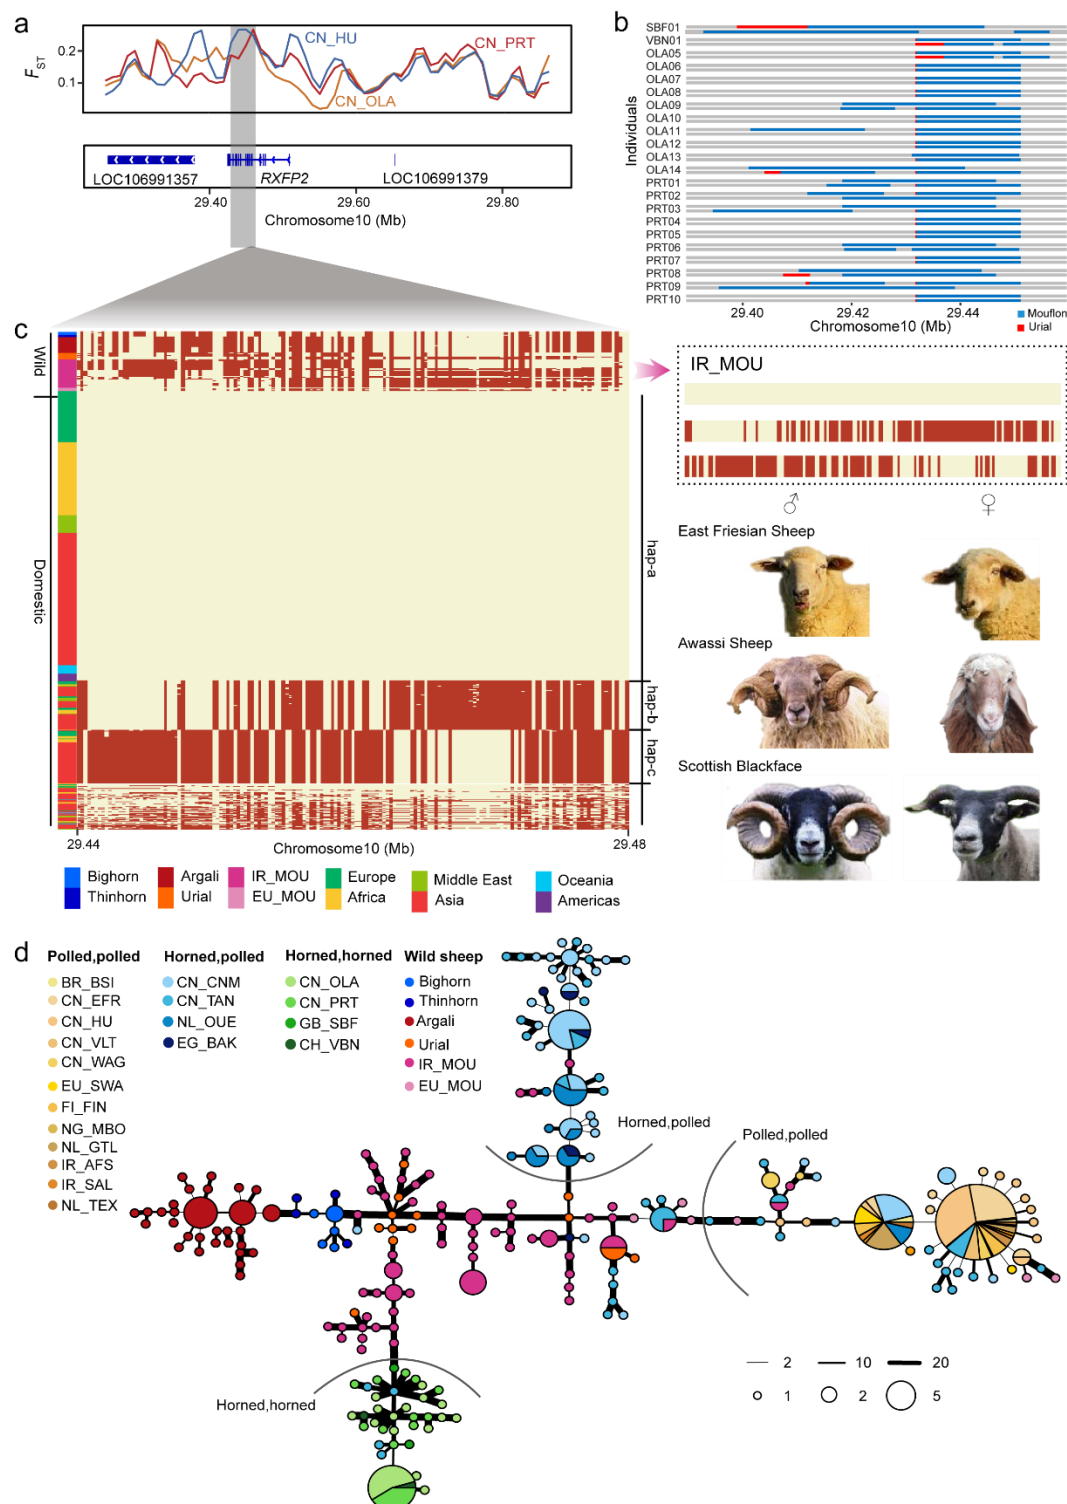 a
F_ST
0.2
0.1
CN_HU
CN_PRT
CN_OLA
LOC106991357
RXFP2
LOC106991379
29.40
29.60
29.80
Chromosome10 (Mb)
b
Individuals
SBF01
VBN01
OLA05
OLA06
OLA07
OLA08
OLA09
OLA10
OLA11
OLA12
OLA13
OLA14
PRT01
PRT02
PRT03
PRT04
PRT05
PRT06
PRT07
PRT08
PRT09
PRT10
29.40
29.42
29.44
Chromosome10 (Mb)
Mouflon
Urial
c
Wild
Domestic
hap-a
hap-b
hap-c
29.44
Chromosome10 (Mb)
29.48
IR_MOU
♂ ♀
East Friesian Sheep
Awassi Sheep
Scottish Blackface
Bighorn
Thinhorn
Argali
Urial
IR_MOU
EU_MOU
Europe
Africa
Middle East
Asia
Oceania
Americas
d
Polled,polled
BR_BSI
CN_EFR
CN_HU
CN_VLT
CN_WAG
EU_SWA
FI_FIN
NG_MBO
NL_GTL
IR_AFS
IR_SAL
NL_TEX
Horned,polled
CN_CNM
CN_TAN
NL_OUE
EG_BAK
Horned,horned
CN_OLA
CN_PRT
GB_SBF
CH_VBN
Wild sheep
Bighorn
Thinhorn
Argali
Urial
IR_MOU
EU_MOU
Horned,polled
Polled,polled
Horned,horned
2 10 20
1 2 5